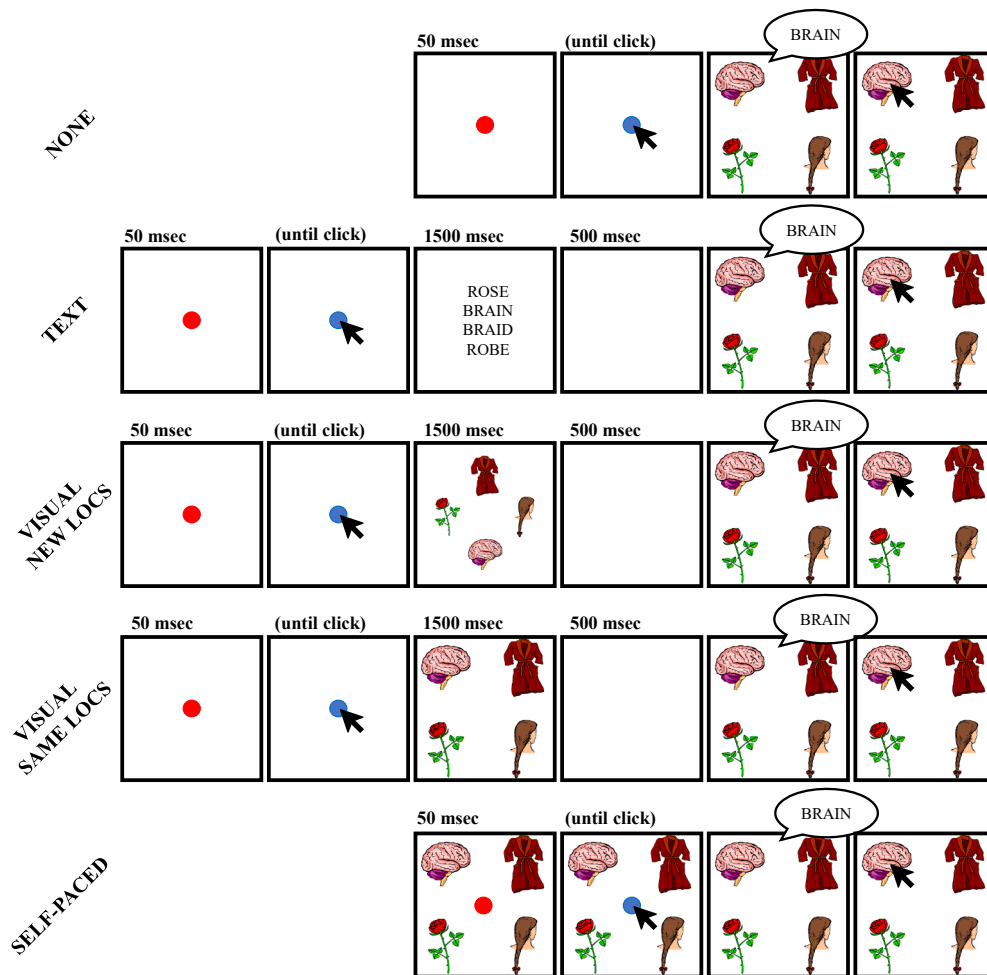 BRAIN
50 msec
(until click)
NONE
BRAIN
50 msec
(until click)
1500 msec
500 msec
TEXT
ROSE
BRAIN
BRAID
ROBE
BRAIN
50 msec
(until click)
1500 msec
500 msec
VISUAL
NEW LOCS
BRAIN
50 msec
(until click)
1500 msec
500 msec
VISUAL
SAME LOCS
BRAIN
50 msec
(until click)
SELF-PACED